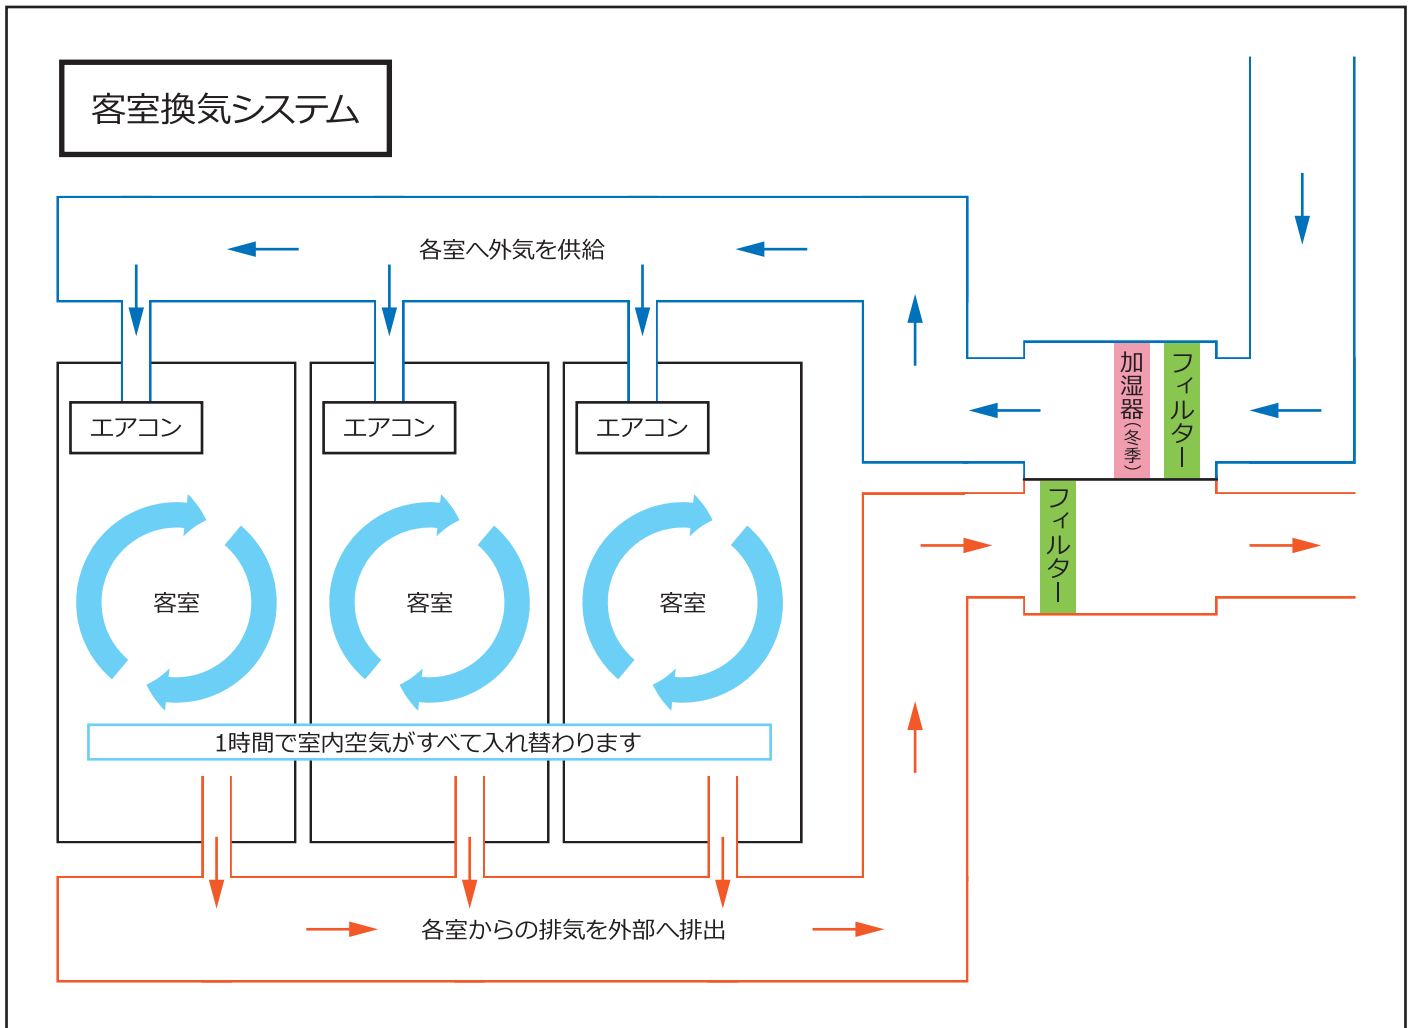 客室換気システム
各室へ外気を供給
加湿器(冬季)
フィルター
エアコン
エアコン
エアコン
フィルター
客室
客室
客室
1時間で室内空気がすべて入れ替わります
各室からの排気を外部へ排出